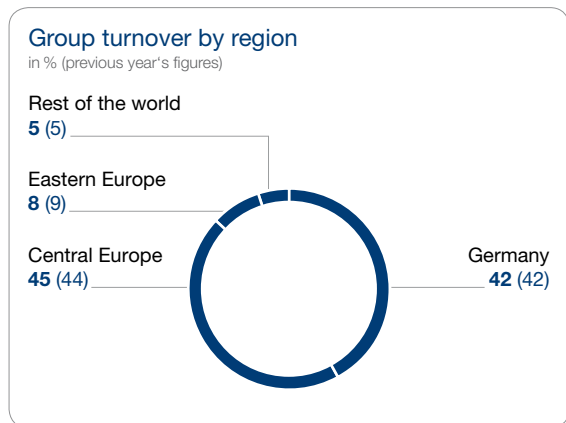 Group turnover by region
in % (previous year‘s figures)
Rest of the world
5 (5)
Eastern Europe
8 (9)
Central Europe
45 (44)
Germany
42 (42)